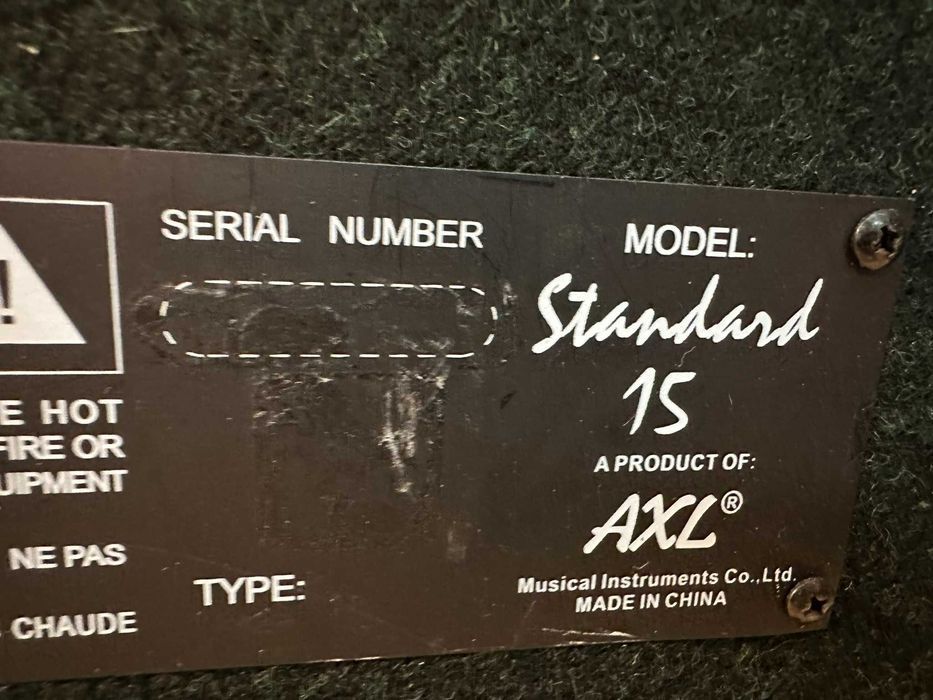 !
E HOT
FIRE OR
UIPMENT
NE PAS
CHAUDE
SERIAL NUMBER
TYPE:
MODEL:
Standard
15
A PRODUCT OF:
AXL®
Musical Instruments Co.,Ltd.
MADE IN CHINA